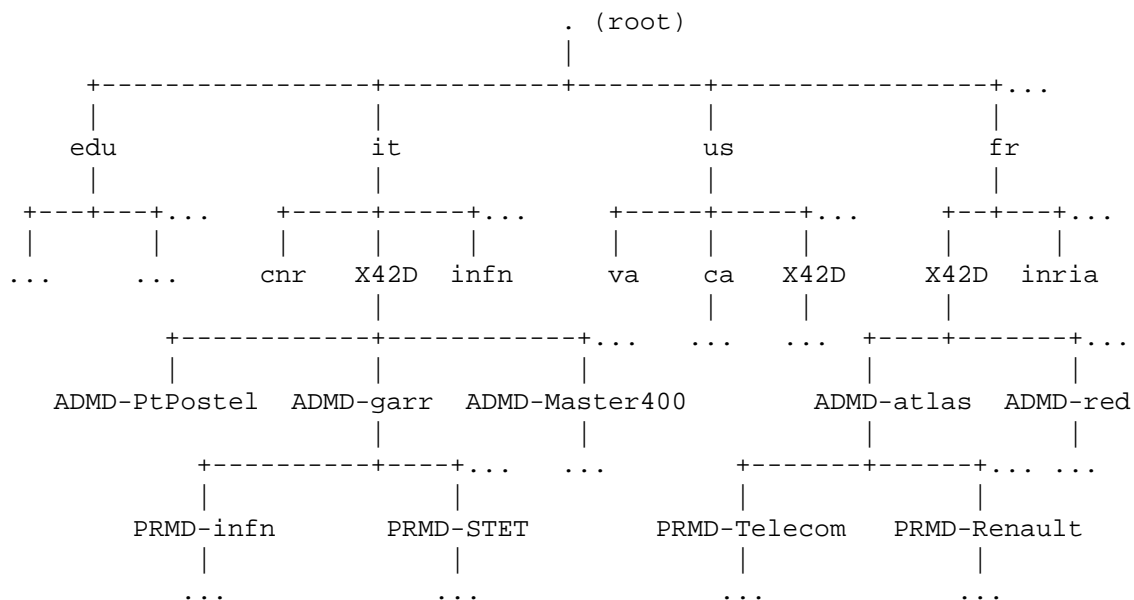 . (root)
|
+-----------------+-----------+--------+-----------------+...
| | | |
edu it us fr
| | | |
+---+---+... +-----+-----+... +-----+-----+... +--+---+...
| | | | | | | | | |
... ... cnr X42D infn va ca X42D X42D inria
| | | |
+------------+------------+... ... ... +----+-------+...
| | | | |
ADMD-PtPostel ADMD-garr ADMD-Master400 ADMD-atlas ADMD-red
| | | |
+----------+----+... ... +-------+------+... ...
| | | |
PRMD-infn PRMD-STET PRMD-Telecom PRMD-Renault
| | | |
... ... ... ...